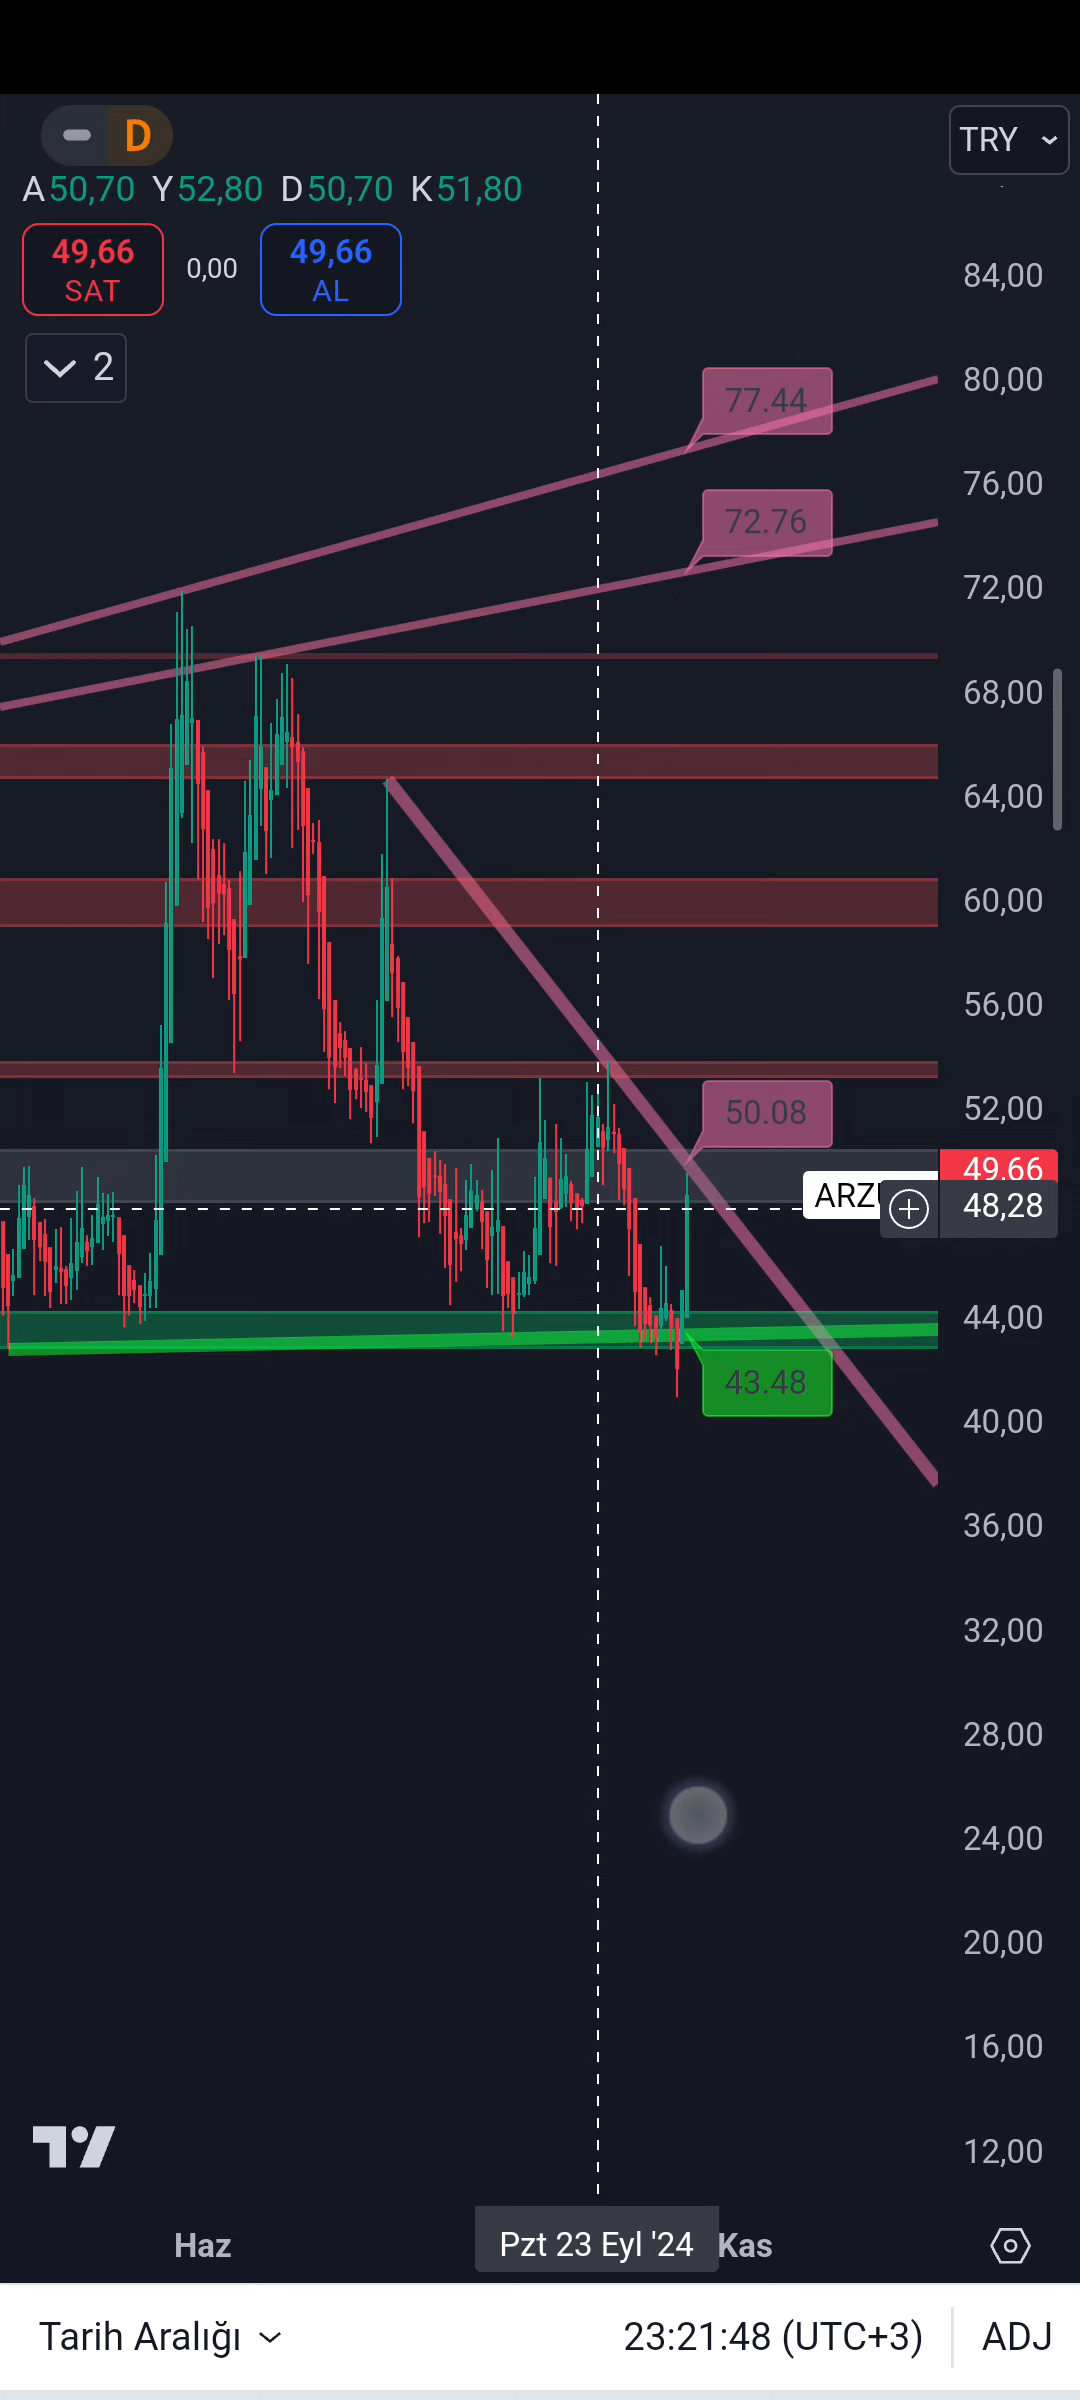 D
TRY
A50,70 Y52,80 D50,70 K51,80
49,66 SAT
0,00
49,66 AL
2
84,00
80,00
77.44
76,00
72.76
72,00
68,00
64,00
60,00
56,00
52,00
50.08
49,66
ARZ
48,28
44,00
43.48
40,00
36,00
32,00
28,00
24,00
20,00
16,00
12,00
Haz
Pzt 23 Eyl '24
Kas
Tarih Aralığı
23:21:48 (UTC+3)
ADJ